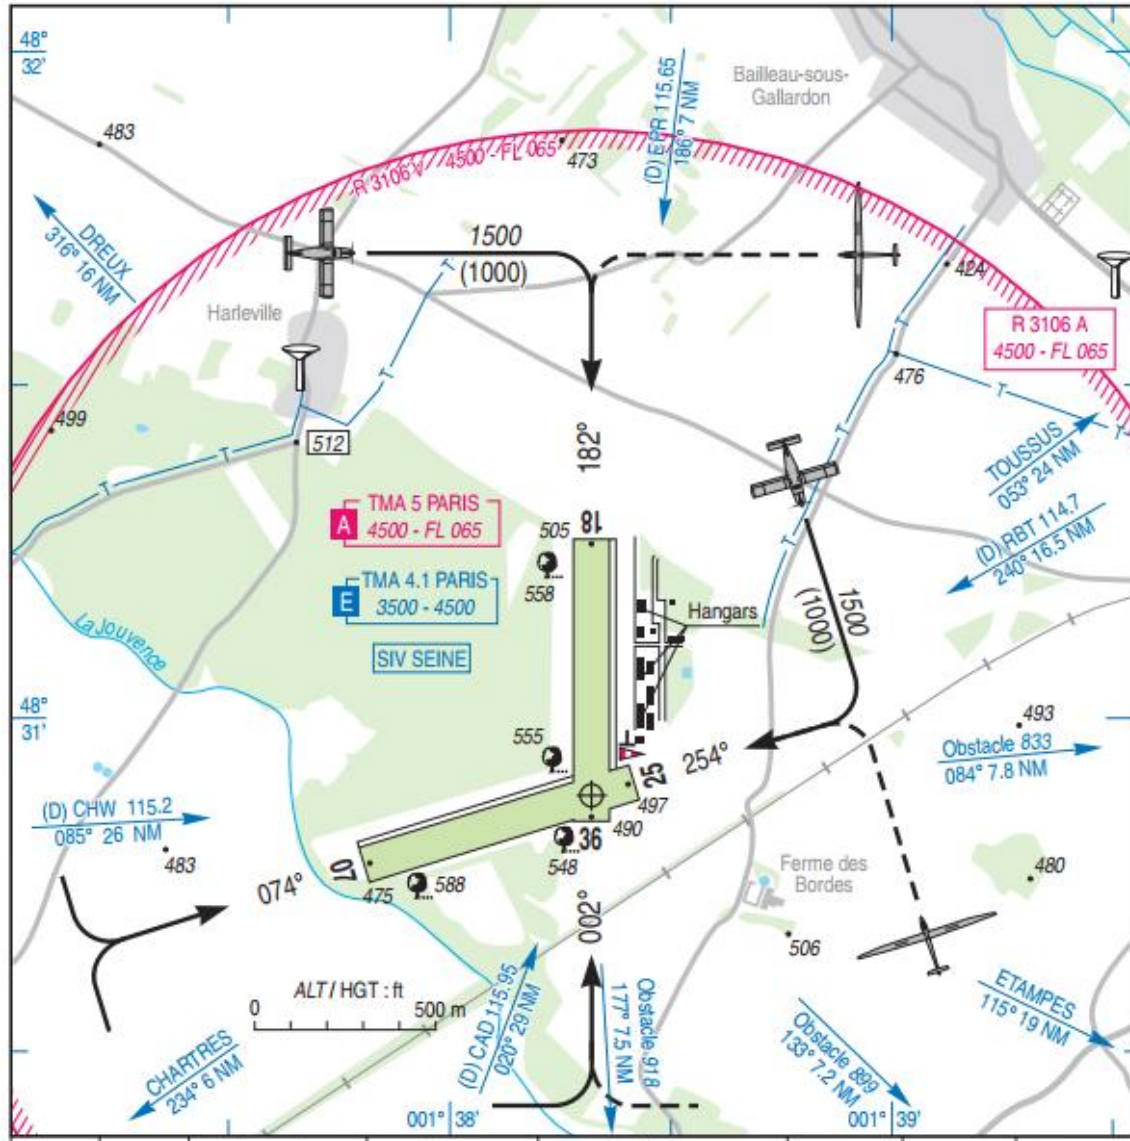 48°
32'
483
R 3106 V 4500 - FL 065
473
(D) EPR 115.65
186° 7 NM
Bailleau-sous-
Gallardon
DREUX
316° 16 NM
1500
(1000)
424
Harleville
R 3106 A
4500 - FL 065
T
476
T
T
T
499
512
182°
T
TOUSSUS
053° 24 NM
T
T
TMA 5 PARIS
A
4500 - FL 065
505
18
(D) RBT 114.7
240° 16.5 NM
T
558
TMA 4.1 PARIS
E
3500 - 4500
Hangars
1500
(1000)
La Jouvence
SIV SEINE
48°
31'
555
493
25
254°
Obstacle 833
084° 7.8 NM
497
490
(D) CHW 115.2
085° 26 NM
483
36
548
07
074°
475
588
Ferme des
Bordes
480
002°
506
ALT / HGT : ft
0
500 m
(D) CAD 115.95
020° 29 NM
Obstacle 918
177° 7.5 NM
ETAMPES
115° 19 NM
Obstacle 899
133° 7.2 NM
CHARTRES
234° 6 NM
001° 38'
001° 39'